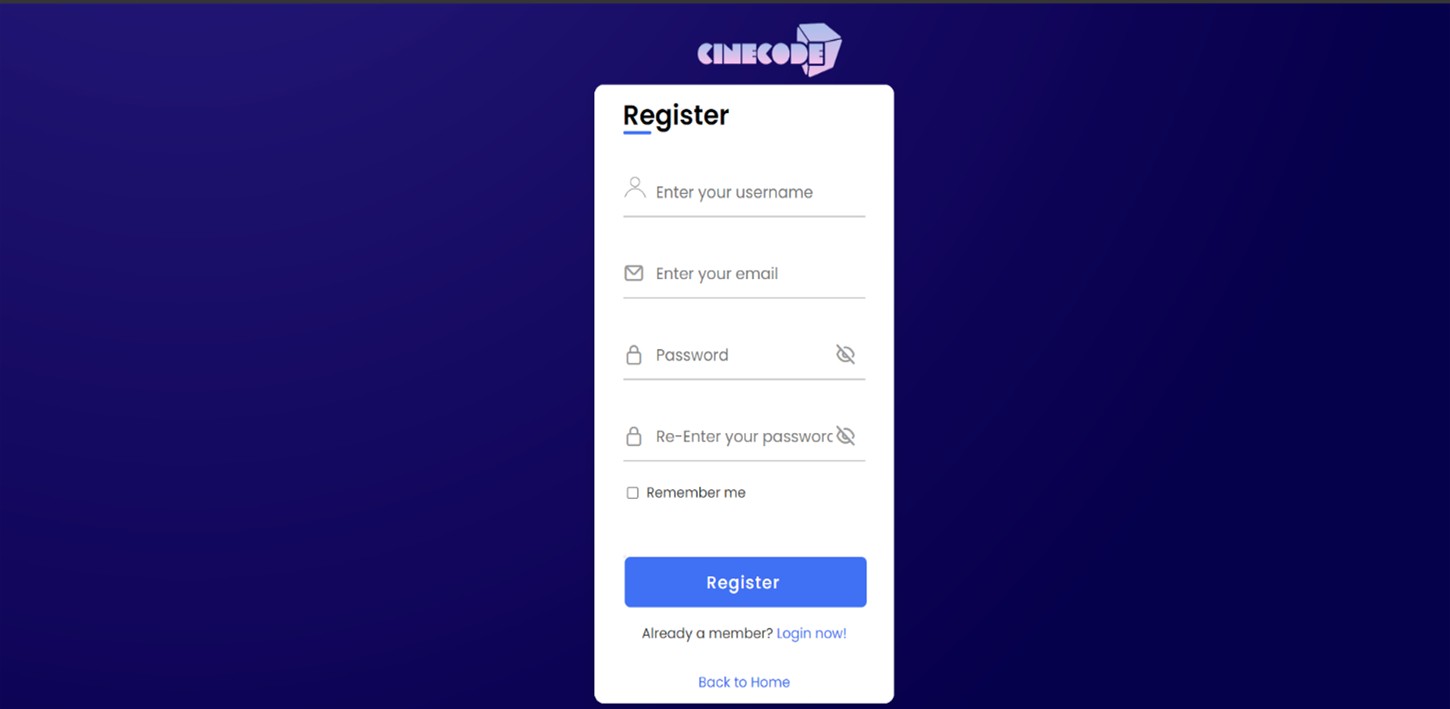 CINECODE
Register
Enter your username
Enter your email
Password
Re-Enter your password
Remember me
Register
Already a member? Login now!
Back to Home